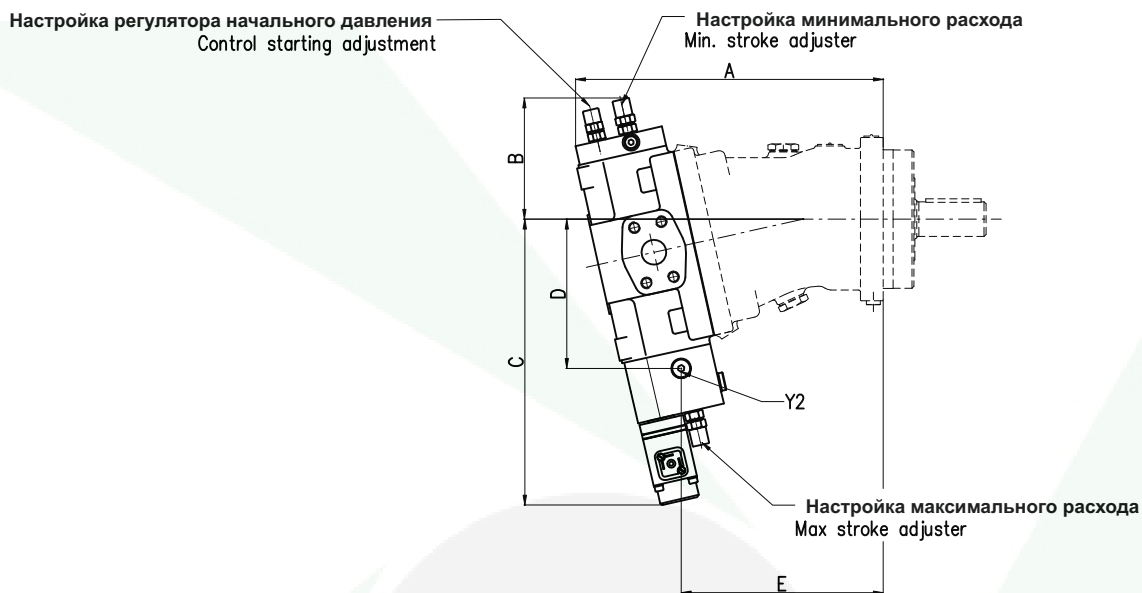 Настройка регулятора начального давления
Control starting adjustment
Настройка минимального расхода
Min. stroke adjuster
A
B
D
C
Y2
Настройка максимального расхода
Max stroke adjuster
E